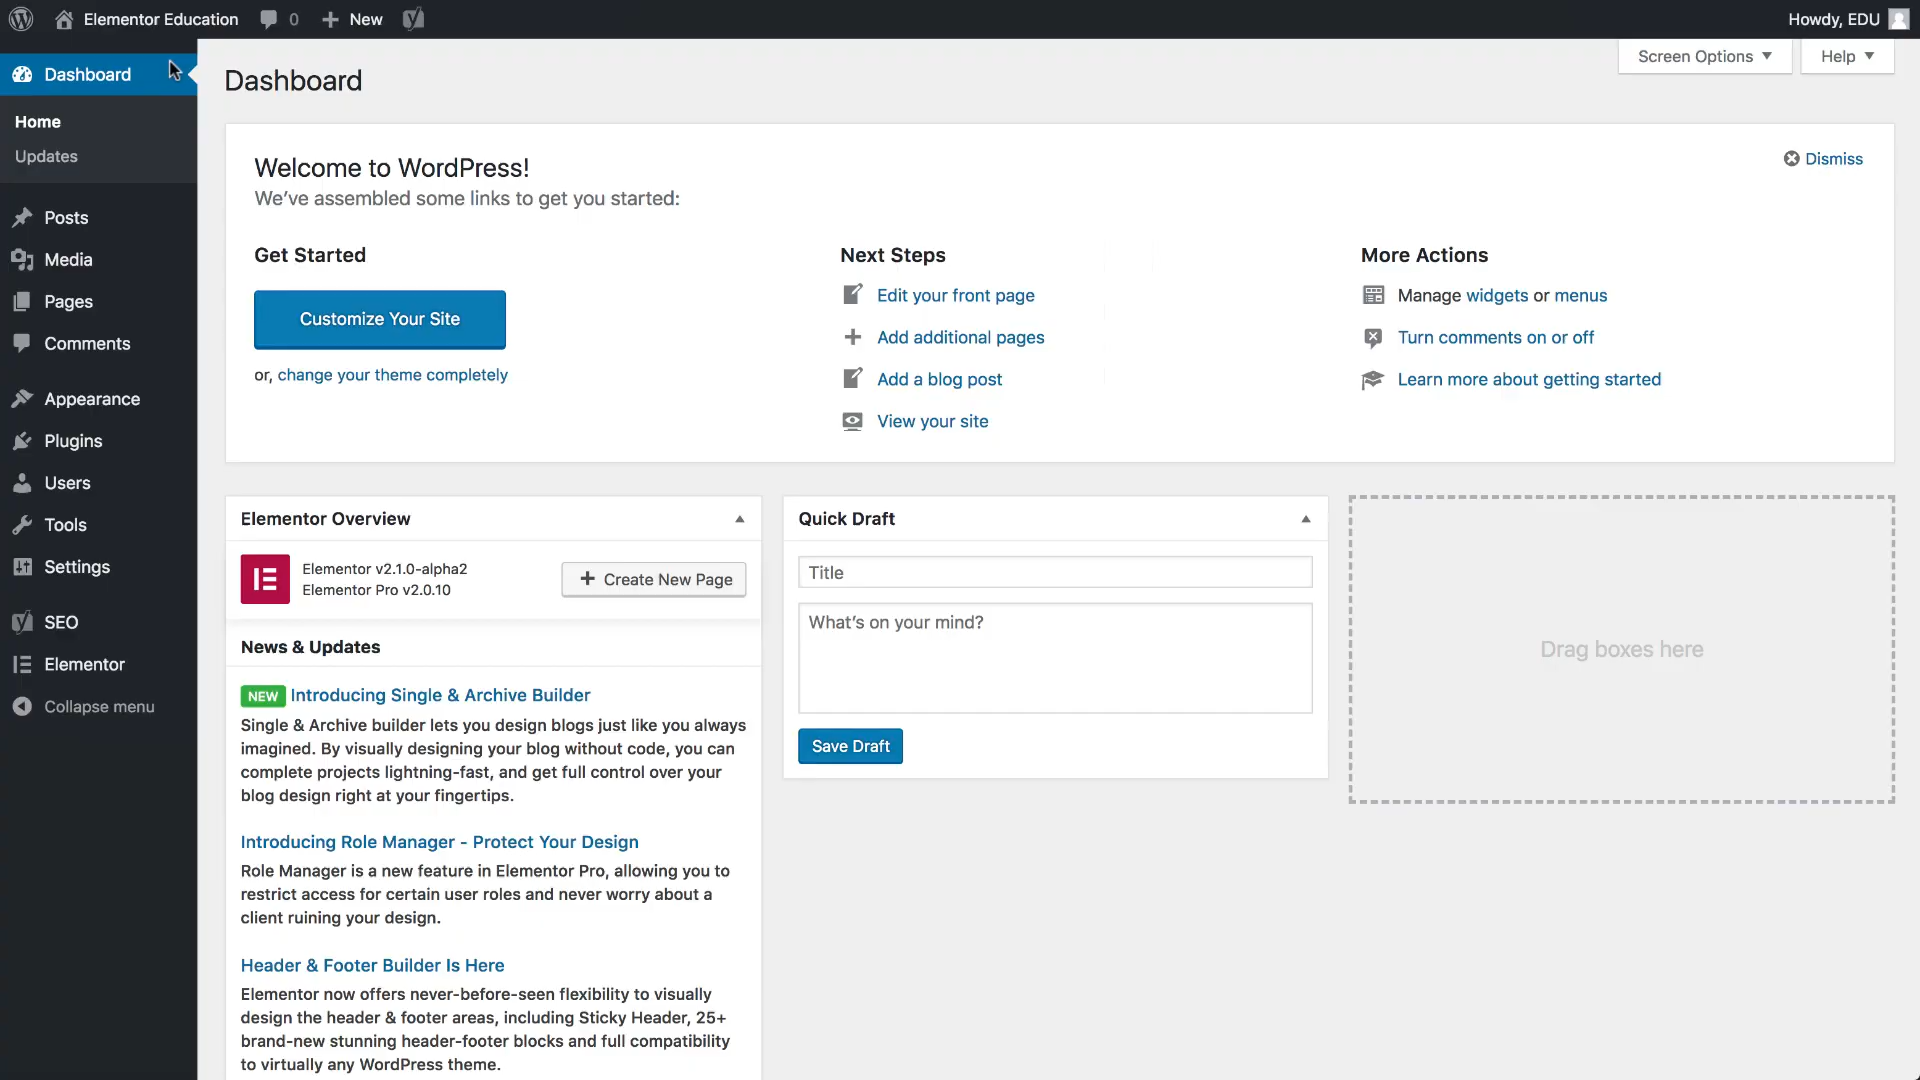 Elementor Education
0
New
Howdy, EDU
Dashboard
Home
Updates
Posts
Media
Pages
Comments
Appearance
Plugins
Users
Tools
Settings
SEO
Elementor
Collapse menu
Screen Options
Help
Dashboard
Welcome to WordPress!
We've assembled some links to get you started:
Dismiss
Get Started
Customize Your Site
or, change your theme completely
Next Steps
Edit your front page
Add additional pages
Add a blog post
View your site
More Actions
Manage widgets or menus
Turn comments on or off
Learn more about getting started
Elementor Overview
Elementor v2.1.0-alpha2
Elementor Pro v2.0.10
Create New Page
News & Updates
NEW Introducing Single & Archive Builder
Single & Archive builder lets you design blogs just like you always
imagined. By visually designing your blog without code, you can
complete projects lightning-fast, and get full control over your
blog design right at your fingertips.
Introducing Role Manager - Protect Your Design
Role Manager is a new feature in Elementor Pro, allowing you to
restrict access for certain user roles and never worry about a
client ruining your design.
Header & Footer Builder Is Here
Elementor now offers never-before-seen flexibility to visually
design the header & footer areas, including Sticky Header, 25+
brand-new stunning header-footer blocks and full compatibility
to virtually any WordPress theme.
Quick Draft
Title
What's on your mind?
Save Draft
Drag boxes here